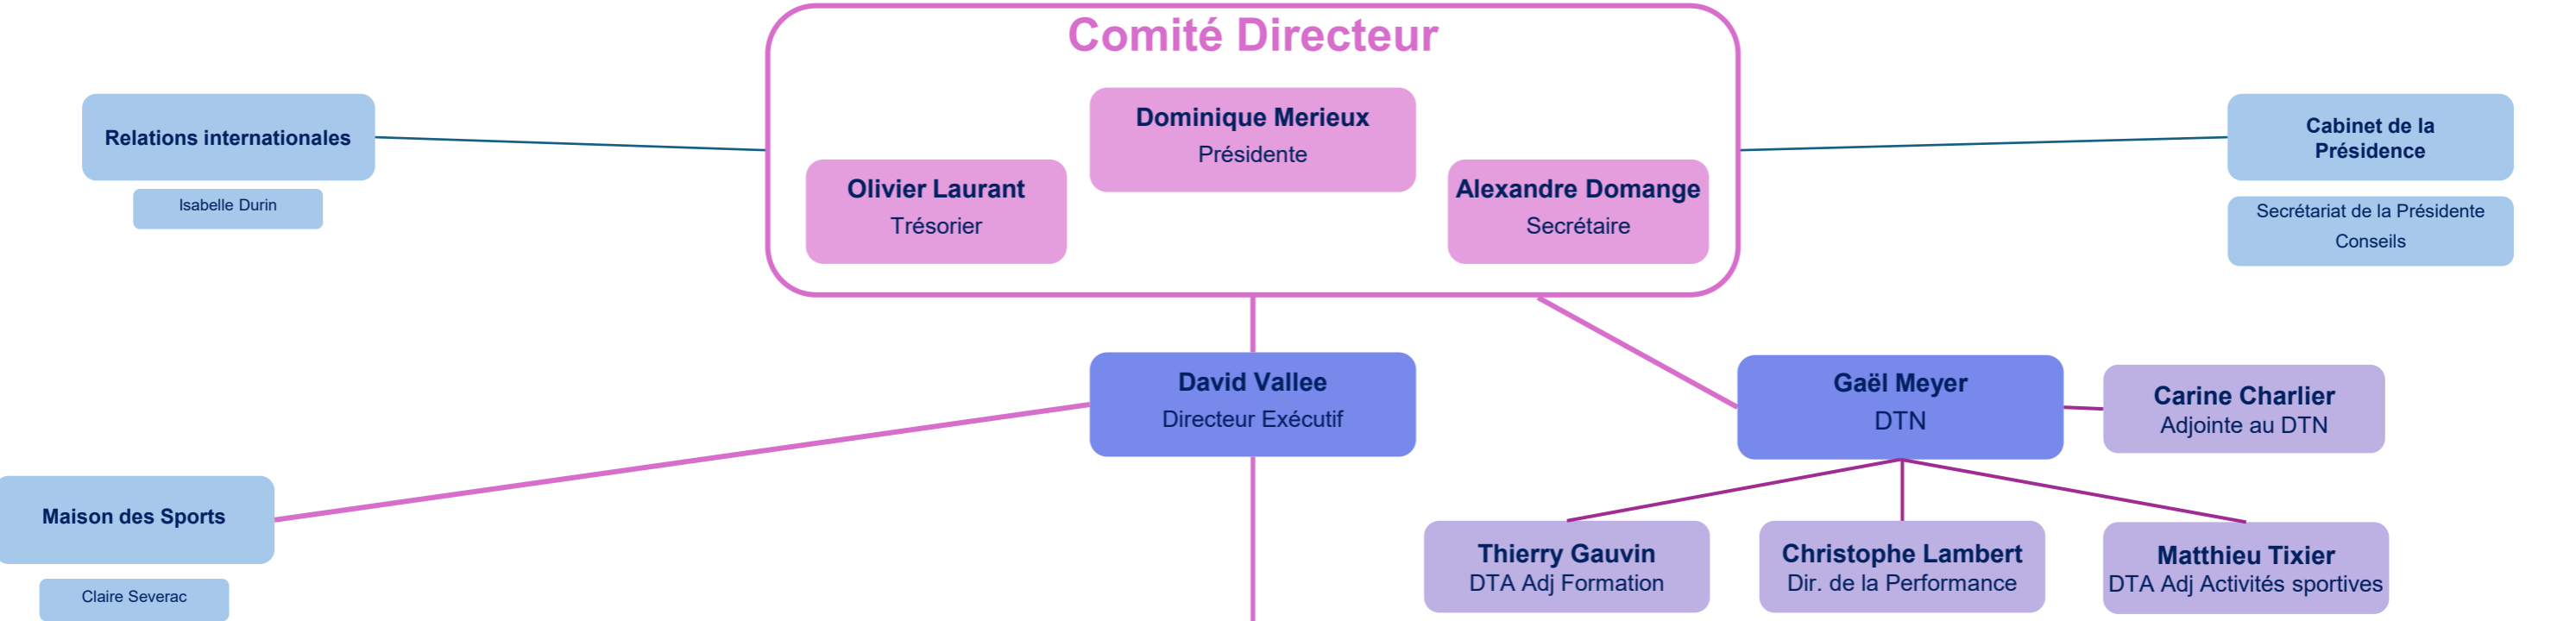 Comité Directeur
Relations internationales
Isabelle Durin
Dominique Merieux
Présidente
Olivier Laurant
Trésorier
Alexandre Domange
Secrétaire
Cabinet de la
Présidence
Secrétariat de la Présidente
Conseils
David Vallee
Directeur Exécutif
Gaël Meyer
DTN
Carine Charlier
Adjointe au DTN
Maison des Sports
Claire Severac
Thierry Gauvin
DTA Adj Formation
Christophe Lambert
Dir. de la Performance
Matthieu Tixier
DTA Adj Activités sportives